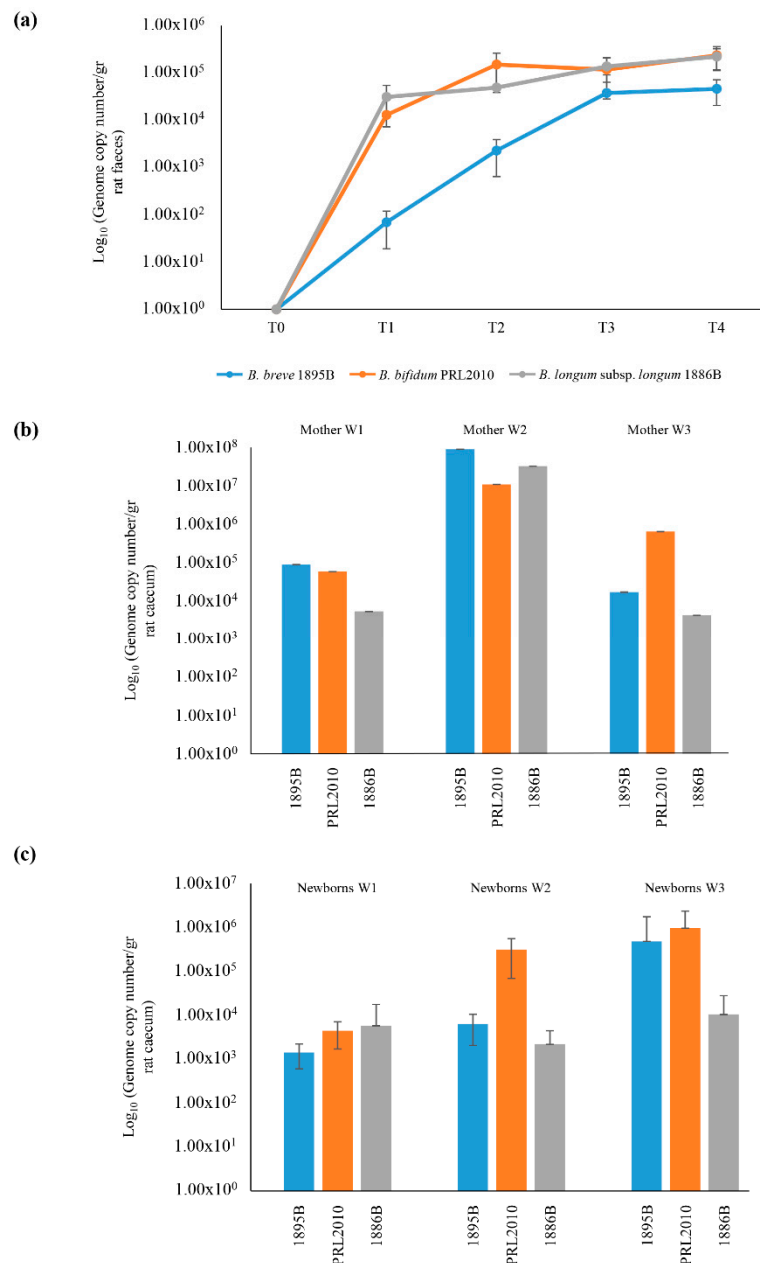 (a)
1.00x10⁶
1.00x10⁵
1.00x10⁴
1.00x10³
1.00x10²
1.00x10¹
1.00x10⁰
Log₁₀ (Genome copy number/gr
rat faeces)
T0 T1 T2 T3 T4
B. breve 1895B B. bifidum PRL2010 B. longum subsp. longum 1886B
(b)
Mother W1 Mother W2 Mother W3
1.00x10⁸
1.00x10⁷
1.00x10⁶
1.00x10⁵
1.00x10⁴
1.00x10³
1.00x10²
1.00x10¹
1.00x10⁰
Log₁₀ (Genome copy number/gr
rat caecum)
1895B PRL2010 1886B 1895B PRL2010 1886B 1895B PRL2010 1886B
(c)
Newborns W1 Newborns W2 Newborns W3
1.00x10⁷
1.00x10⁶
1.00x10⁵
1.00x10⁴
1.00x10³
1.00x10²
1.00x10¹
1.00x10⁰
Log₁₀ (Genome copy number/gr
rat caecum)
1895B PRL2010 1886B 1895B PRL2010 1886B 1895B PRL2010 1886B